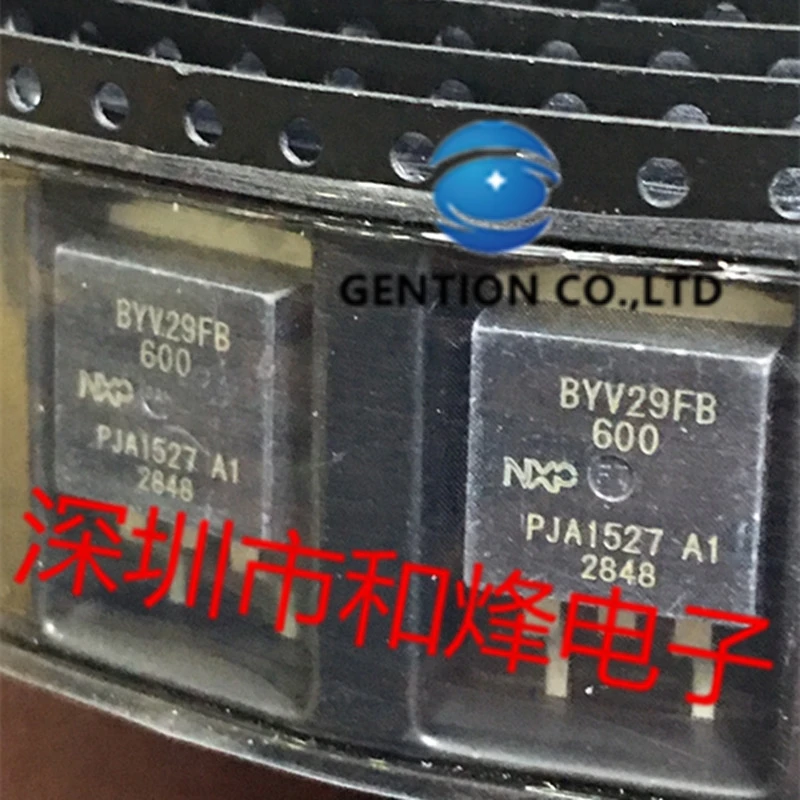 GENTION CO.,LTD
BYV29FB
600
NXP
PJA1527 A1
2848
BYV29FB
600
NXP
PJA1527 A1
2848
深圳市和烽电子